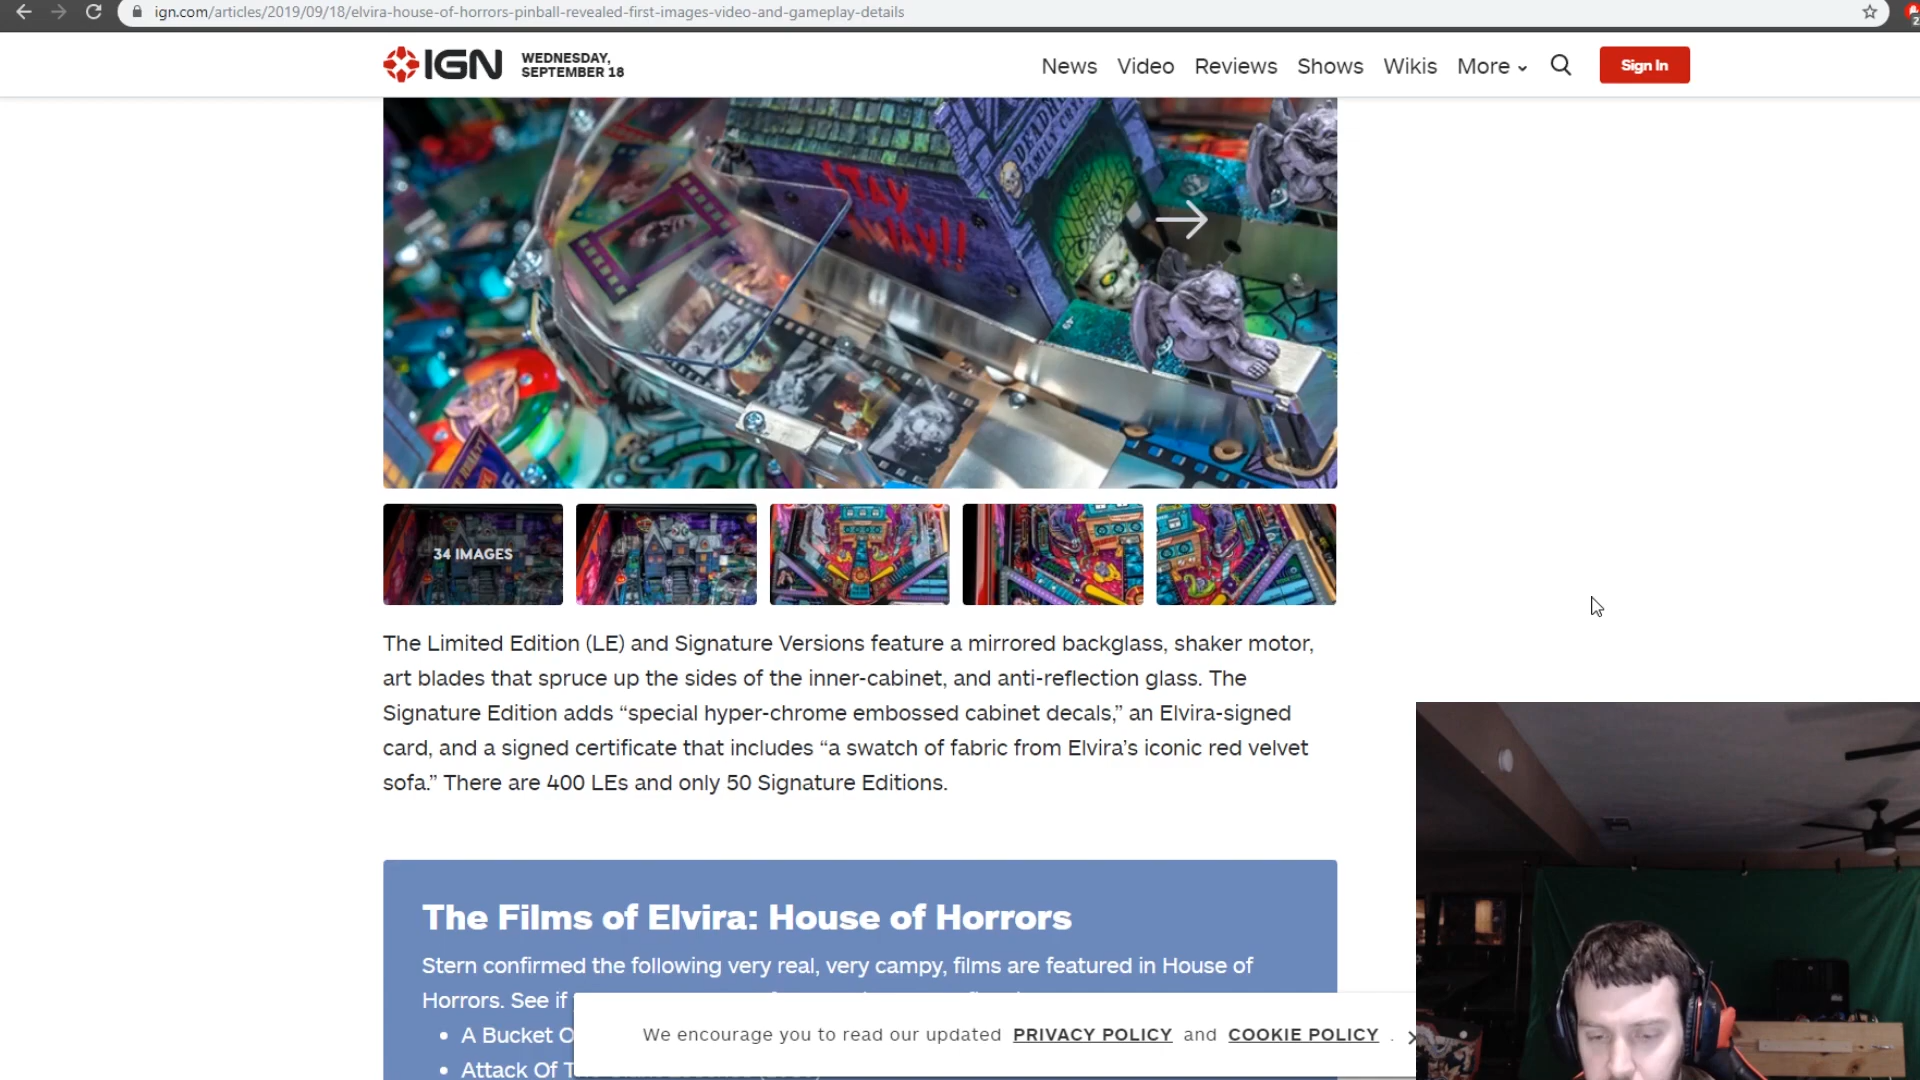 ign.com/articles/2019/09/18/elvira-house-of-horrors-pinball-revealed-first-images-video-and-gameplay-details
2
IGN
WEDNESDAY,
SEPTEMBER 18
News Video Reviews Shows Wikis More
Sign In
STAY
AWAY!!
34 IMAGES
The Limited Edition (LE) and Signature Versions feature a mirrored backglass, shaker motor,
art blades that spruce up the sides of the inner-cabinet, and anti-reflection glass. The
Signature Edition adds “special hyper-chrome embossed cabinet decals,” an Elvira-signed
card, and a signed certificate that includes “a swatch of fabric from Elvira’s iconic red velvet
sofa.” There are 400 LEs and only 50 Signature Editions.
The Films of Elvira: House of Horrors
Stern confirmed the following very real, very campy, films are featured in House of
Horrors. See if
• A Bucket O
• Attack Of T
We encourage you to read our updated PRIVACY POLICY and COOKIE POLICY .